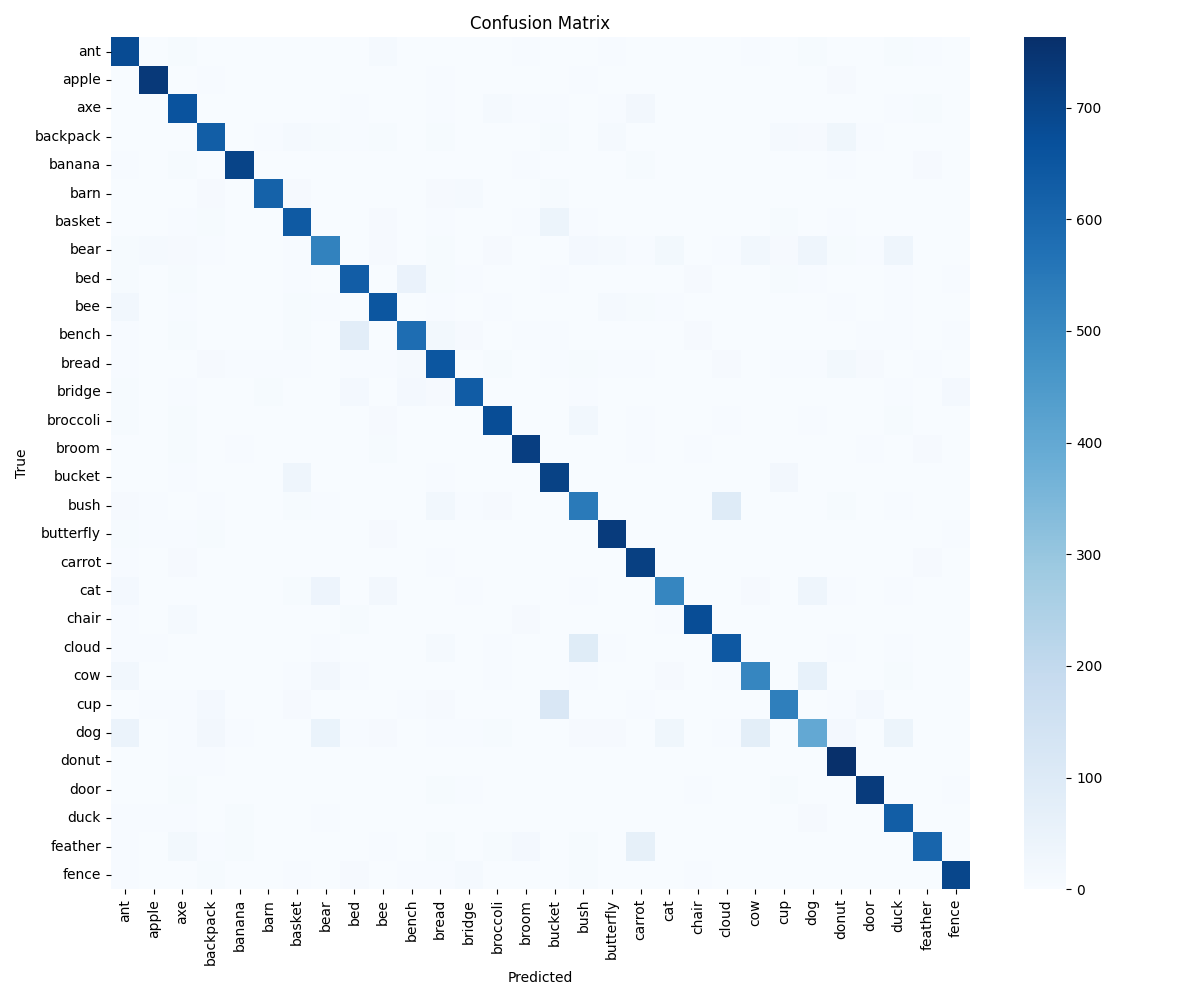 Confusion Matrix
True
ant
apple
axe
backpack
banana
barn
basket
bear
bed
bee
bench
bread
bridge
broccoli
broom
bucket
bush
butterfly
carrot
cat
chair
cloud
cow
cup
dog
donut
door
duck
feather
fence
ant apple axe backpack banana barn basket bear bed bee bench bread bridge broccoli broom bucket bush butterfly carrot cat chair cloud cow cup dog donut door duck feather fence
Predicted
700
600
500
400
300
200
100
0